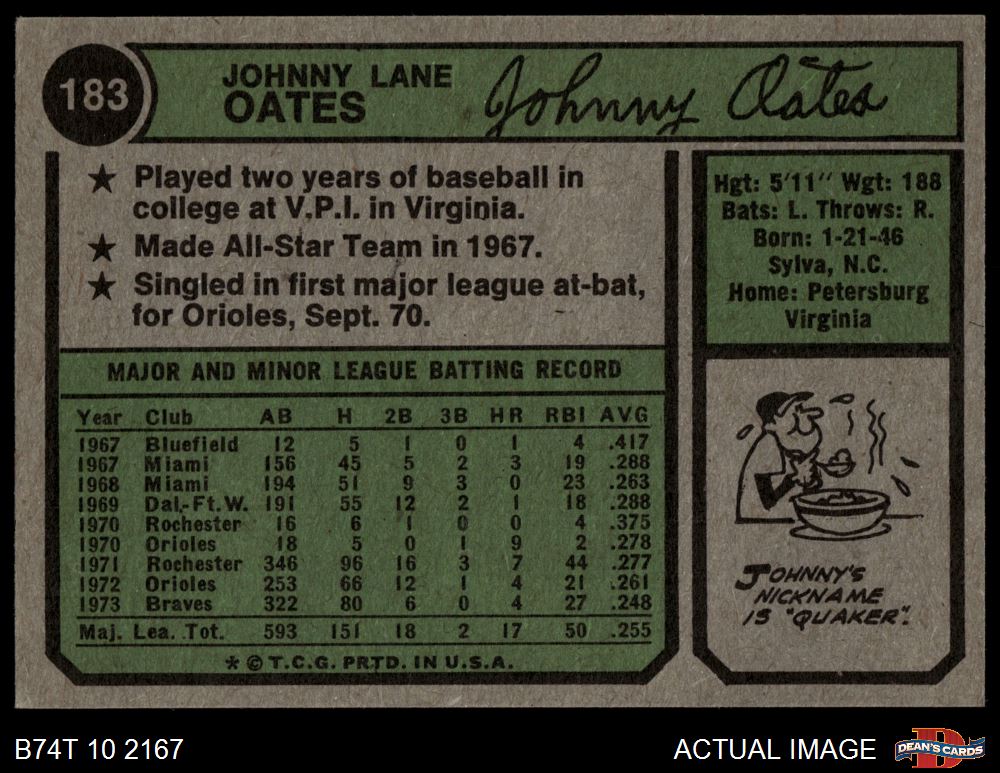 183
JOHNNY LANE
OATES
Johnny Oates
★ Played two years of baseball in
college at V.P.I. in Virginia.
★ Made All-Star Team in 1967.
★ Singled in first major league at-bat,
for Orioles, Sept. 70.
Hgt: 5'11'' Wgt: 188
Bats: L. Throws: R.
Born: 1-21-46
Sylva, N.C.
Home: Petersburg
Virginia
MAJOR AND MINOR LEAGUE BATTING RECORD
Year Club AB H 2B 3B HR RBI AVG
1967 Bluefield 12 5 1 0 1 4 .417
1967 Miami 156 45 5 2 3 19 .288
1968 Miami 194 51 9 3 0 23 .263
1969 Dal.-Ft.W. 191 55 12 2 1 18 .288
1970 Rochester 16 6 1 0 0 4 .375
1970 Orioles 18 5 0 1 9 2 .278
1971 Rochester 346 96 16 3 7 44 .277
1972 Orioles 253 66 12 1 4 21 .261
1973 Braves 322 80 6 0 4 27 .248
Maj. Lea. Tot. 593 151 18 2 17 50 .255
* © T.C.G. PRTD. IN U.S.A.
JOHNNY'S
NICKNAME
IS "QUAKER".
B74T 10 2167
ACTUAL IMAGE
D
DEAN'S CARDS